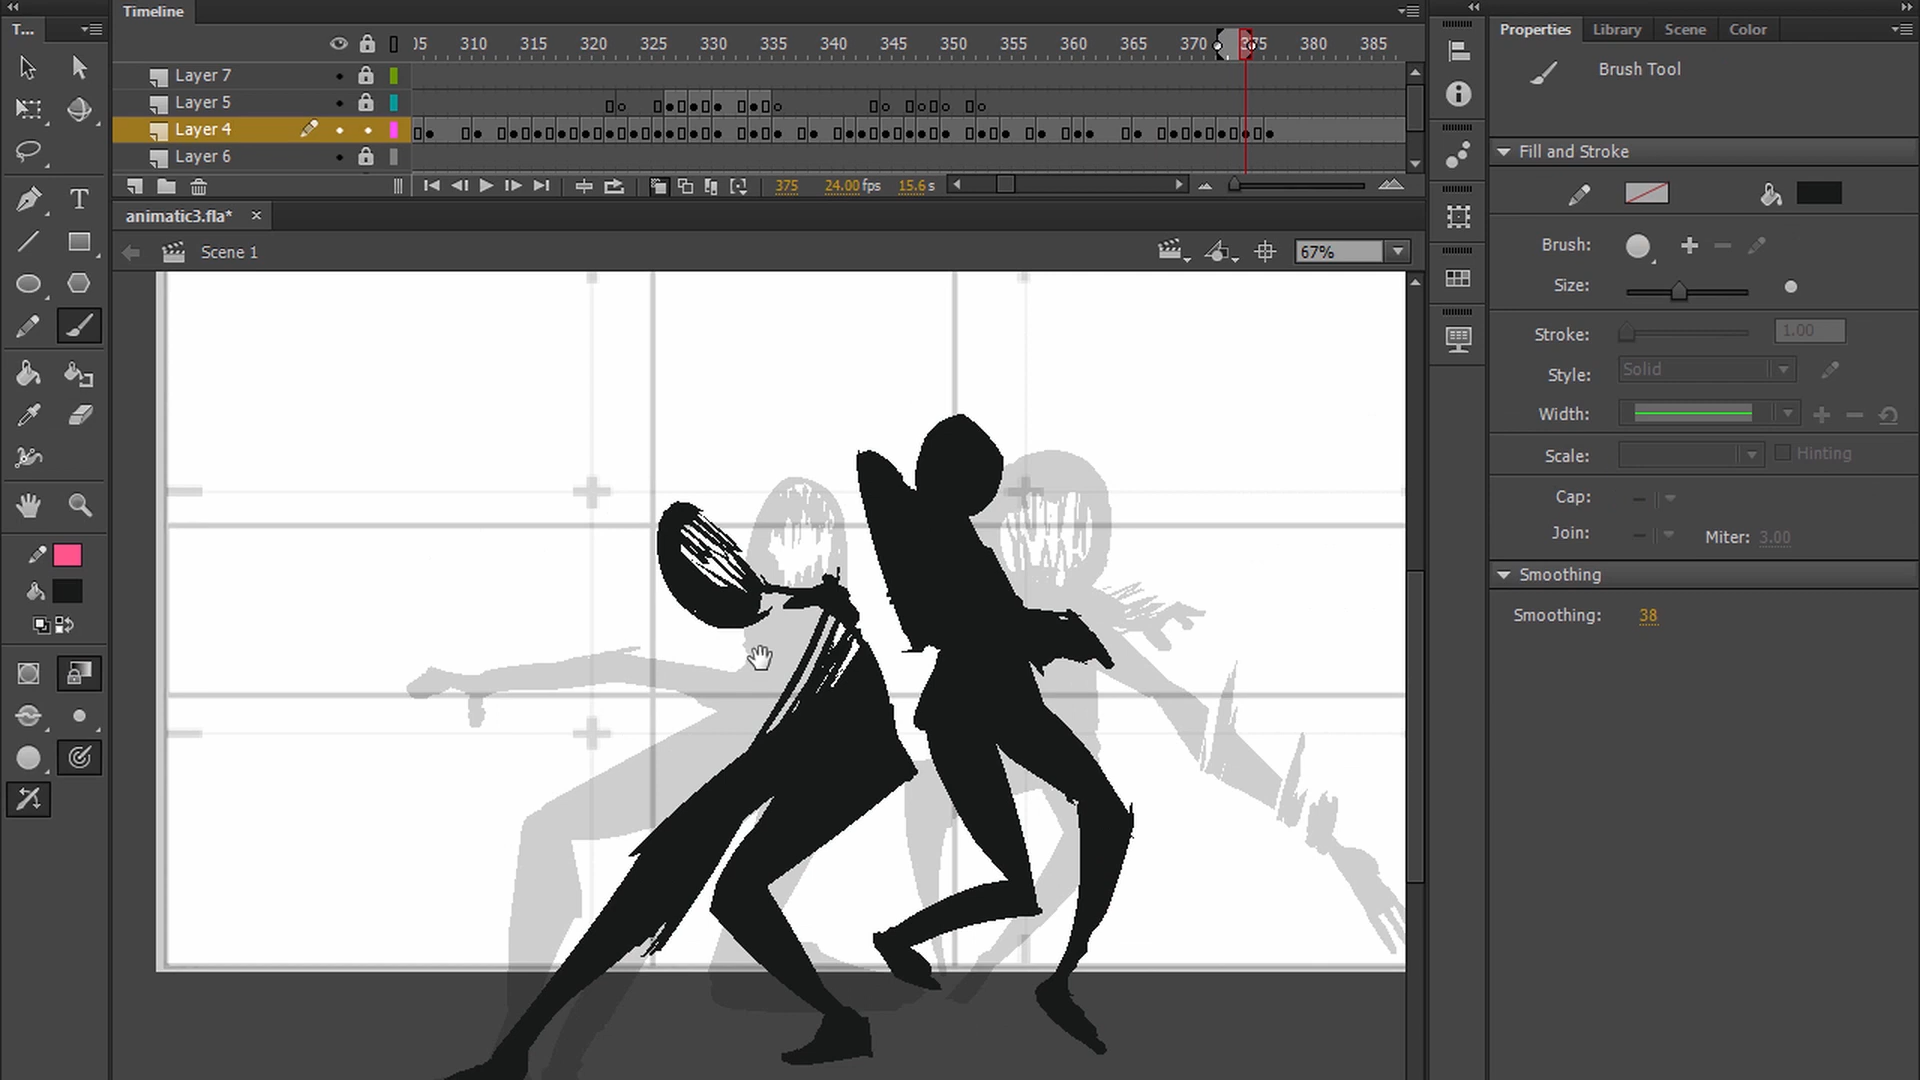 T...
Timeline
Properties
Library
Scene
Color
05 310 315 320 325 330 335 340 345 350 355 360 365 370 375 380 385
Layer 7
Layer 5
Layer 4
Layer 6
375 24.00 fps 15.6 s
animatic3.fla* ×
Scene 1
67%
Brush Tool
Fill and Stroke
Brush:
Size:
Stroke: 1.00
Style: Solid
Width:
Scale: Hinting
Cap:
Join: Miter: 3.00
Smoothing
Smoothing: 38